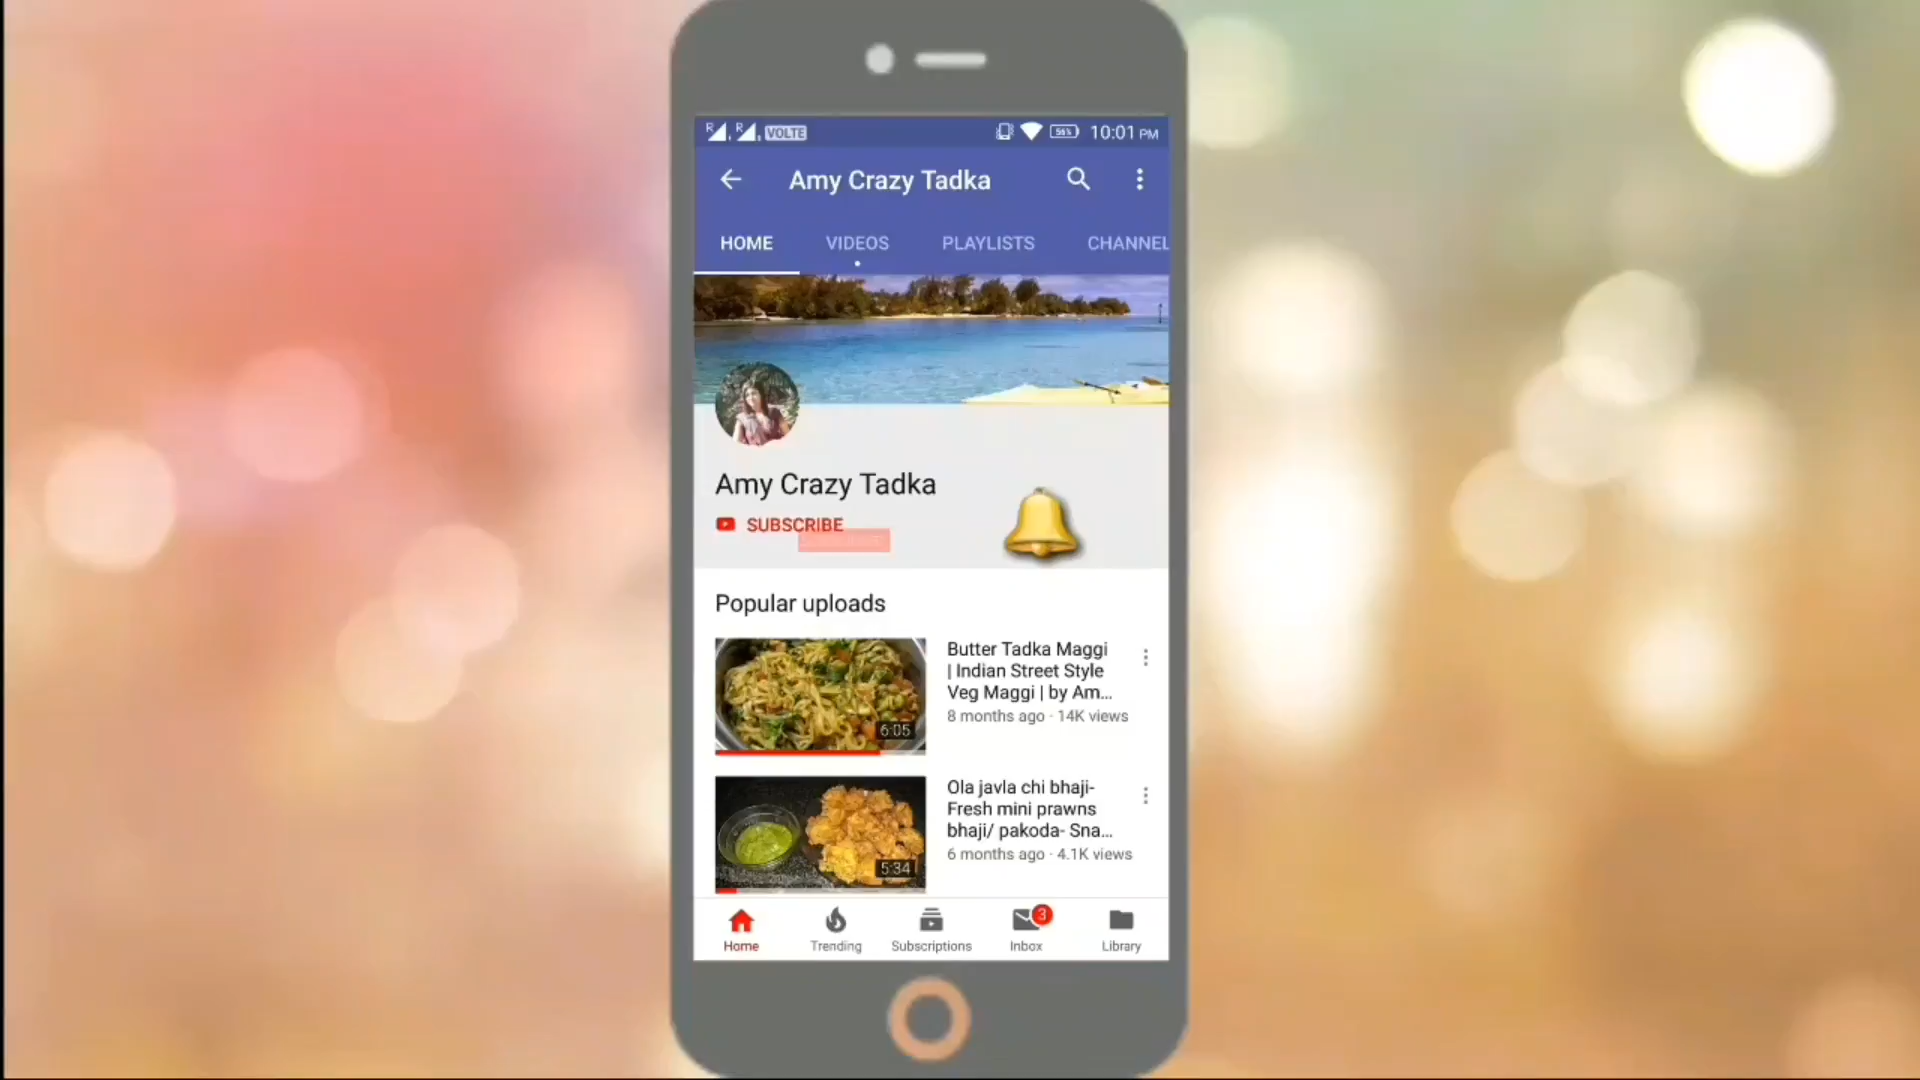 R R VOLTE 56% 10:01 PM
Amy Crazy Tadka
HOME VIDEOS PLAYLISTS CHANNEL
Amy Crazy Tadka
SUBSCRIBE
Popular uploads
Butter Tadka Maggi
| Indian Street Style
Veg Maggi | by Am...
8 months ago · 14K views
6:05
Ola javla chi bhaji-
Fresh mini prawns
bhaji/ pakoda- Sna...
6 months ago · 4.1K views
5:34
3
Home Trending Subscriptions Inbox Library